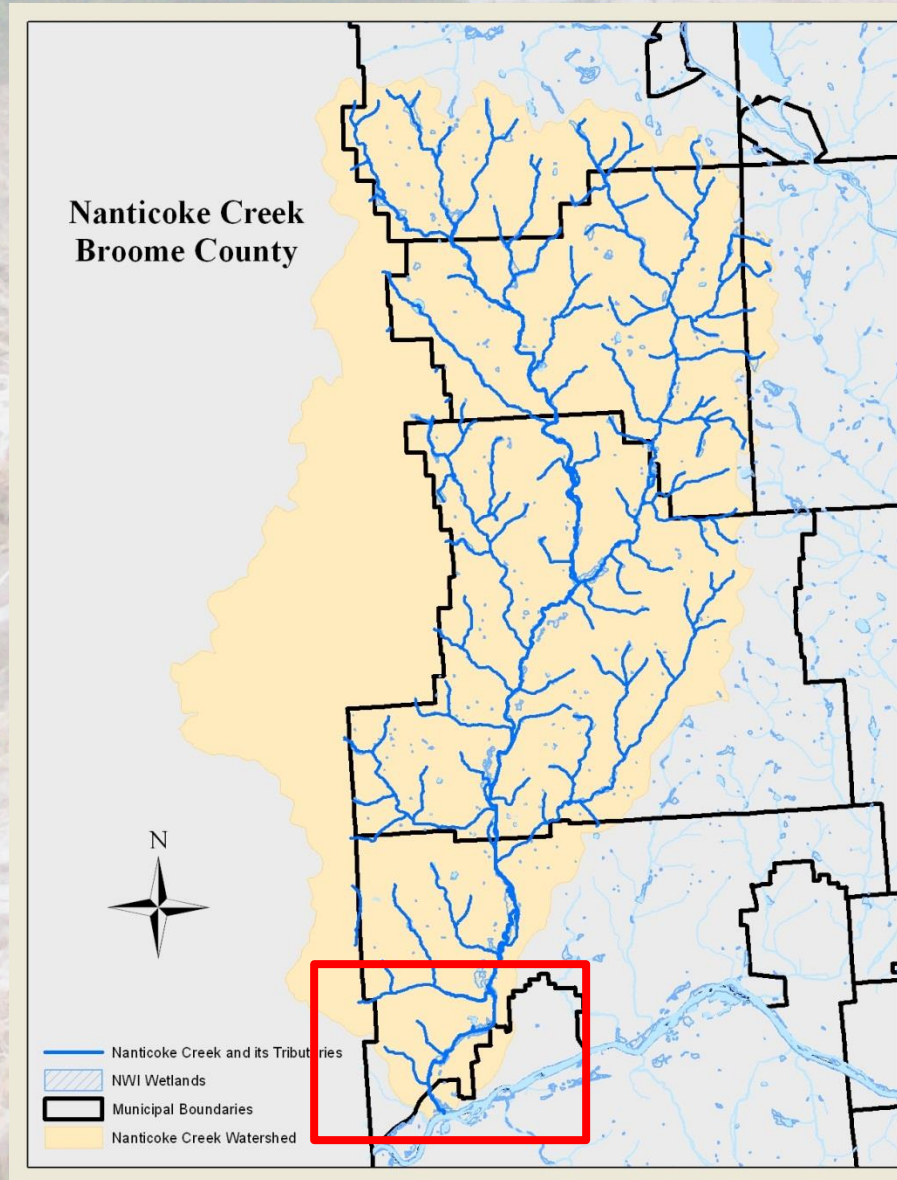 Nanticoke Creek
Broome County
N
Nanticoke Creek and its Tributaries
NWI Wetlands
Municipal Boundaries
Nanticoke Creek Watershed